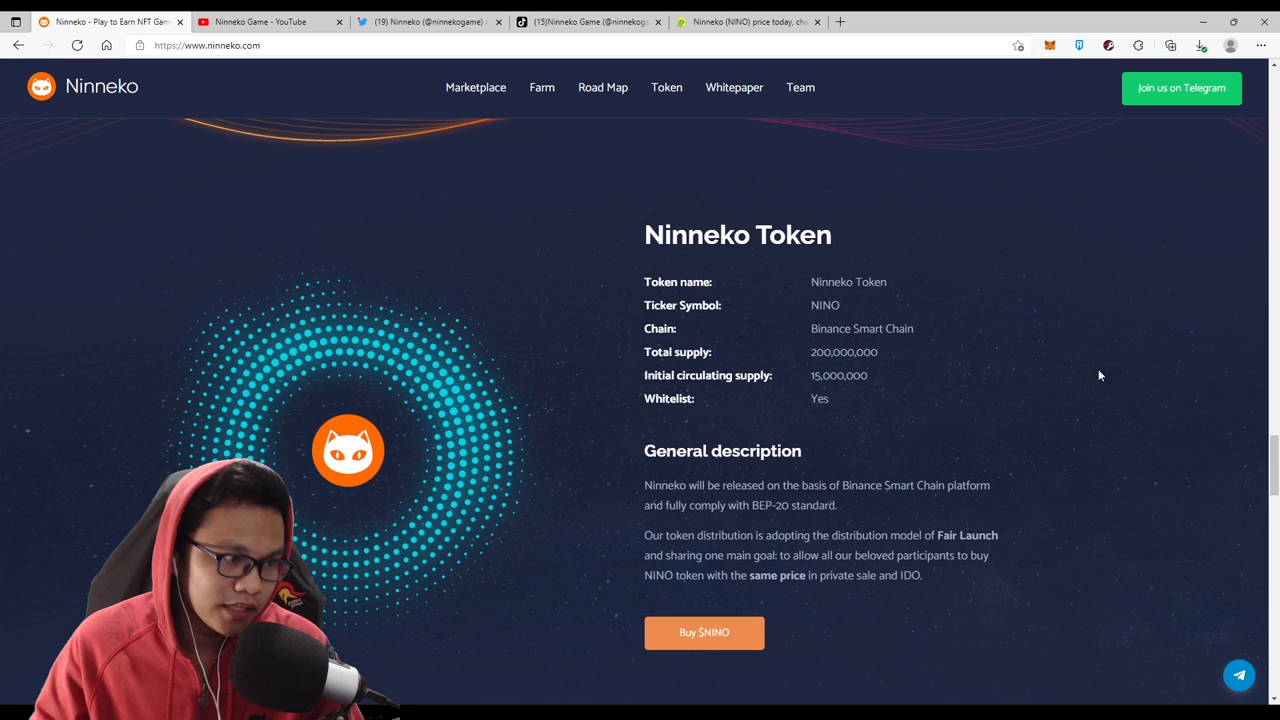 Ninneko - Play to Earn NFT Gam
Ninneko Game - YouTube
(19) Ninneko (@ninnekogame) /
(15)Ninneko Game (@ninnekog
Ninneko (NINO) price today, cha
https://www.ninneko.com
Ninneko
Marketplace
Farm
Road Map
Token
Whitepaper
Team
Join us on Telegram
Ninneko Token
Token name: Ninneko Token
Ticker Symbol: NINO
Chain: Binance Smart Chain
Total supply: 200,000,000
Initial circulating supply: 15,000,000
Whitelist: Yes
General description
Ninneko will be released on the basis of Binance Smart Chain platform
and fully comply with BEP-20 standard.
Our token distribution is adopting the distribution model of Fair Launch
and sharing one main goal: to allow all our beloved participants to buy
NINO token with the same price in private sale and IDO.
Buy $NINO